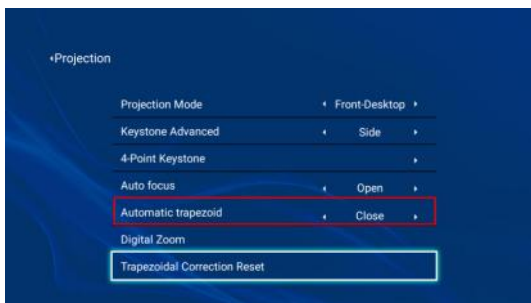 Projection
Projection Mode Front-Desktop
Keystone Advanced Side
4-Point Keystone
Auto focus Open
Automatic trapezoid Close
Digital Zoom
Trapezoidal Correction Reset